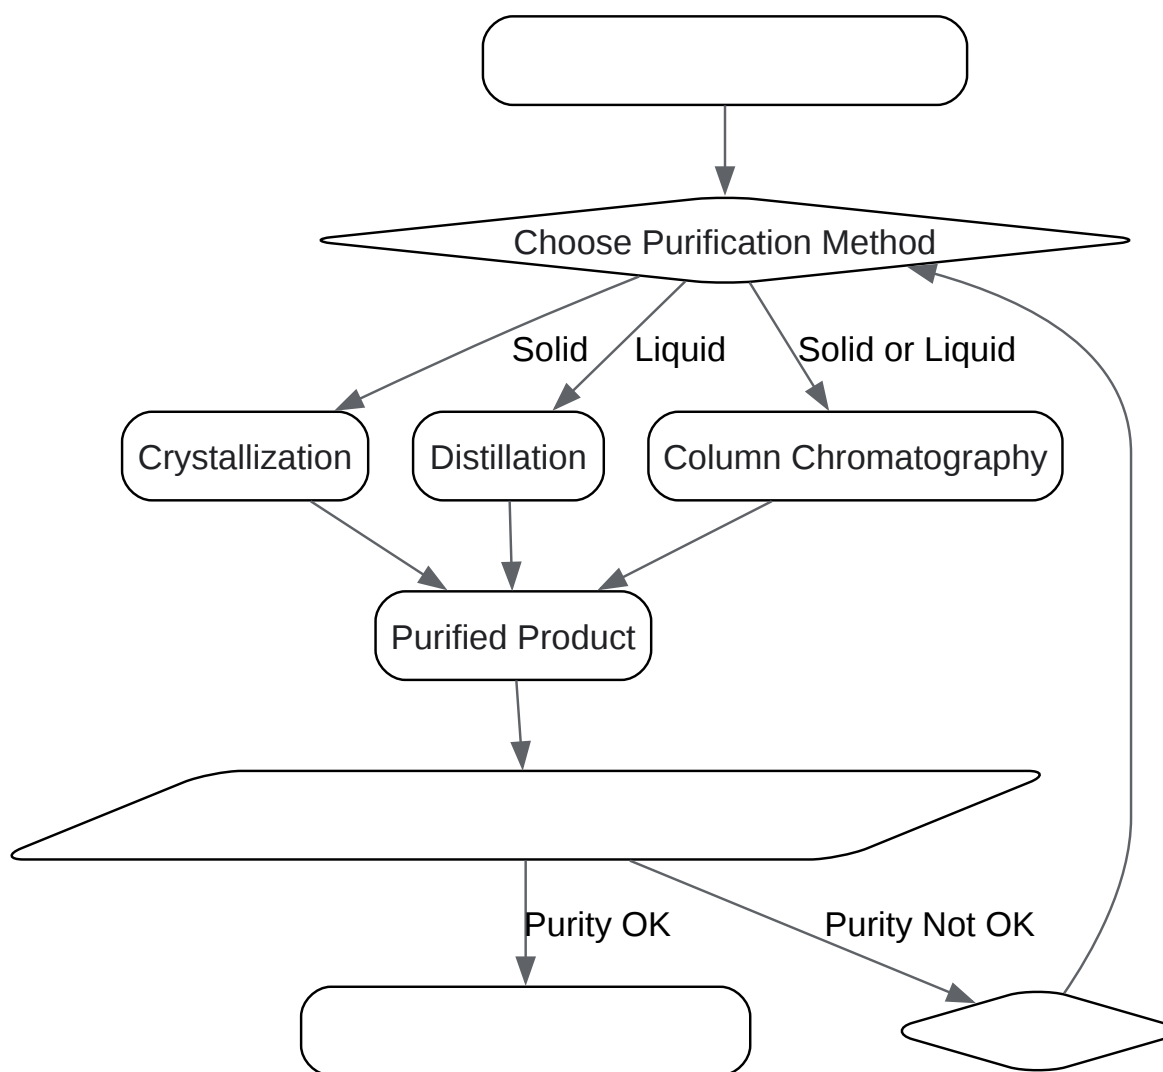 Choose Purification Method
Solid
Liquid
Solid or Liquid
Crystallization
Distillation
Column Chromatography
Purified Product
Purity OK
Purity Not OK